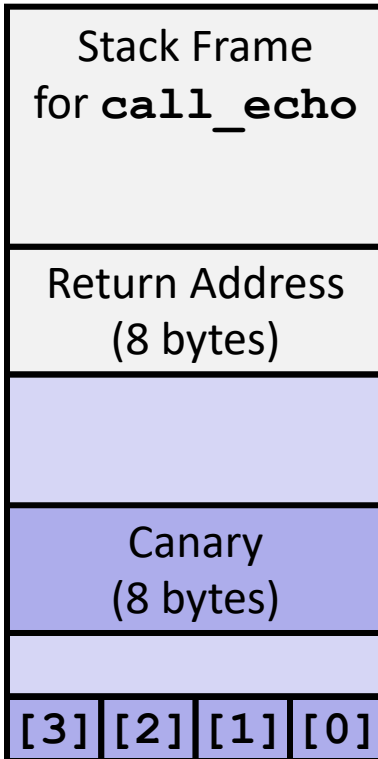 Stack Frame
for call_echo
Return Address
(8 bytes)
Canary
(8 bytes)
[3] [2] [1] [0]